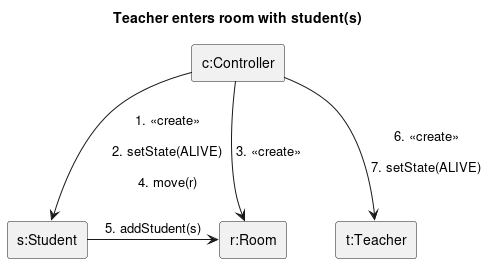 Teacher enters room with student(s)
c:Controller
1. «create»
2. setState(ALIVE)
3. «create»
4. move(r)
6. «create»
7. setState(ALIVE)
5. addStudent(s)
s:Student
r:Room
t:Teacher